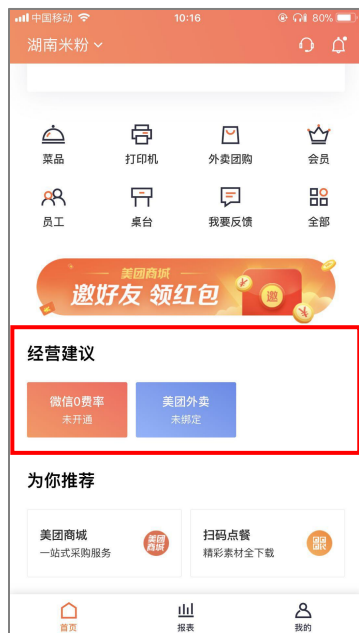 中国移动 10:16 80%
湖南米粉
菜品 打印机 外卖团购 会员
员工 桌台 我要反馈 全部
美团商城
邀好友 领红包
邀
经营建议
微信0费率 美团外卖
未开通 未绑定
为你推荐
美团商城 扫码点餐
一站式采购服务 精彩素材全下载
美团
商城
首页 报表 我的